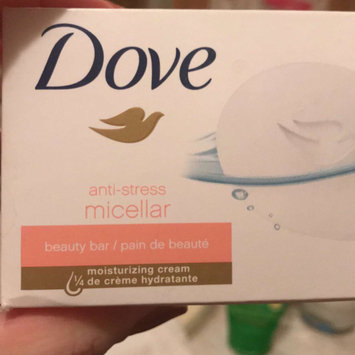 Dove
anti-stress
micellar
beauty bar / pain de beauté
moisturizing cream
¼ de crème hydratante